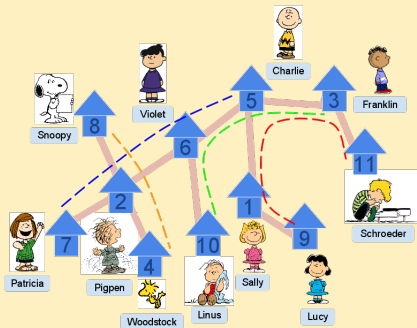 Charlie
5
3
Franklin
Violet
Snoopy
8
6
11
Schroeder
2
1
7
4
10
9
Patricia
Pigpen
Woodstock
Linus
Sally
Lucy